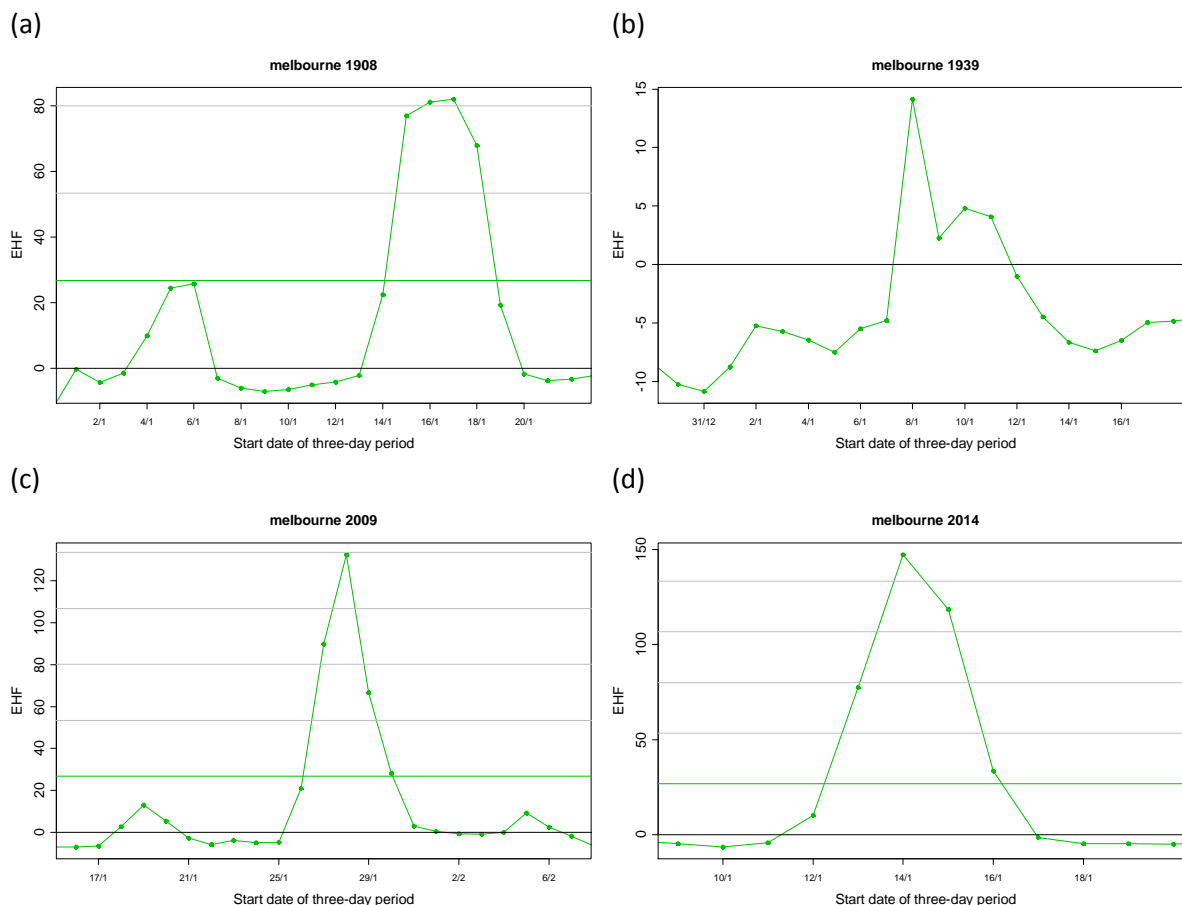 (a)
melbourne 1908
EHF
0 20 40 60 80
2/1 4/1 6/1 8/1 10/1 12/1 14/1 16/1 18/1 20/1
Start date of three-day period
(b)
melbourne 1939
EHF
-10 -5 0 5 10 15
31/12 2/1 4/1 6/1 8/1 10/1 12/1 14/1 16/1
Start date of three-day period
(c)
melbourne 2009
EHF
0 20 40 60 80 100 120
17/1 21/1 25/1 29/1 2/2 6/2
Start date of three-day period
(d)
melbourne 2014
EHF
0 50 100 150
10/1 12/1 14/1 16/1 18/1
Start date of three-day period